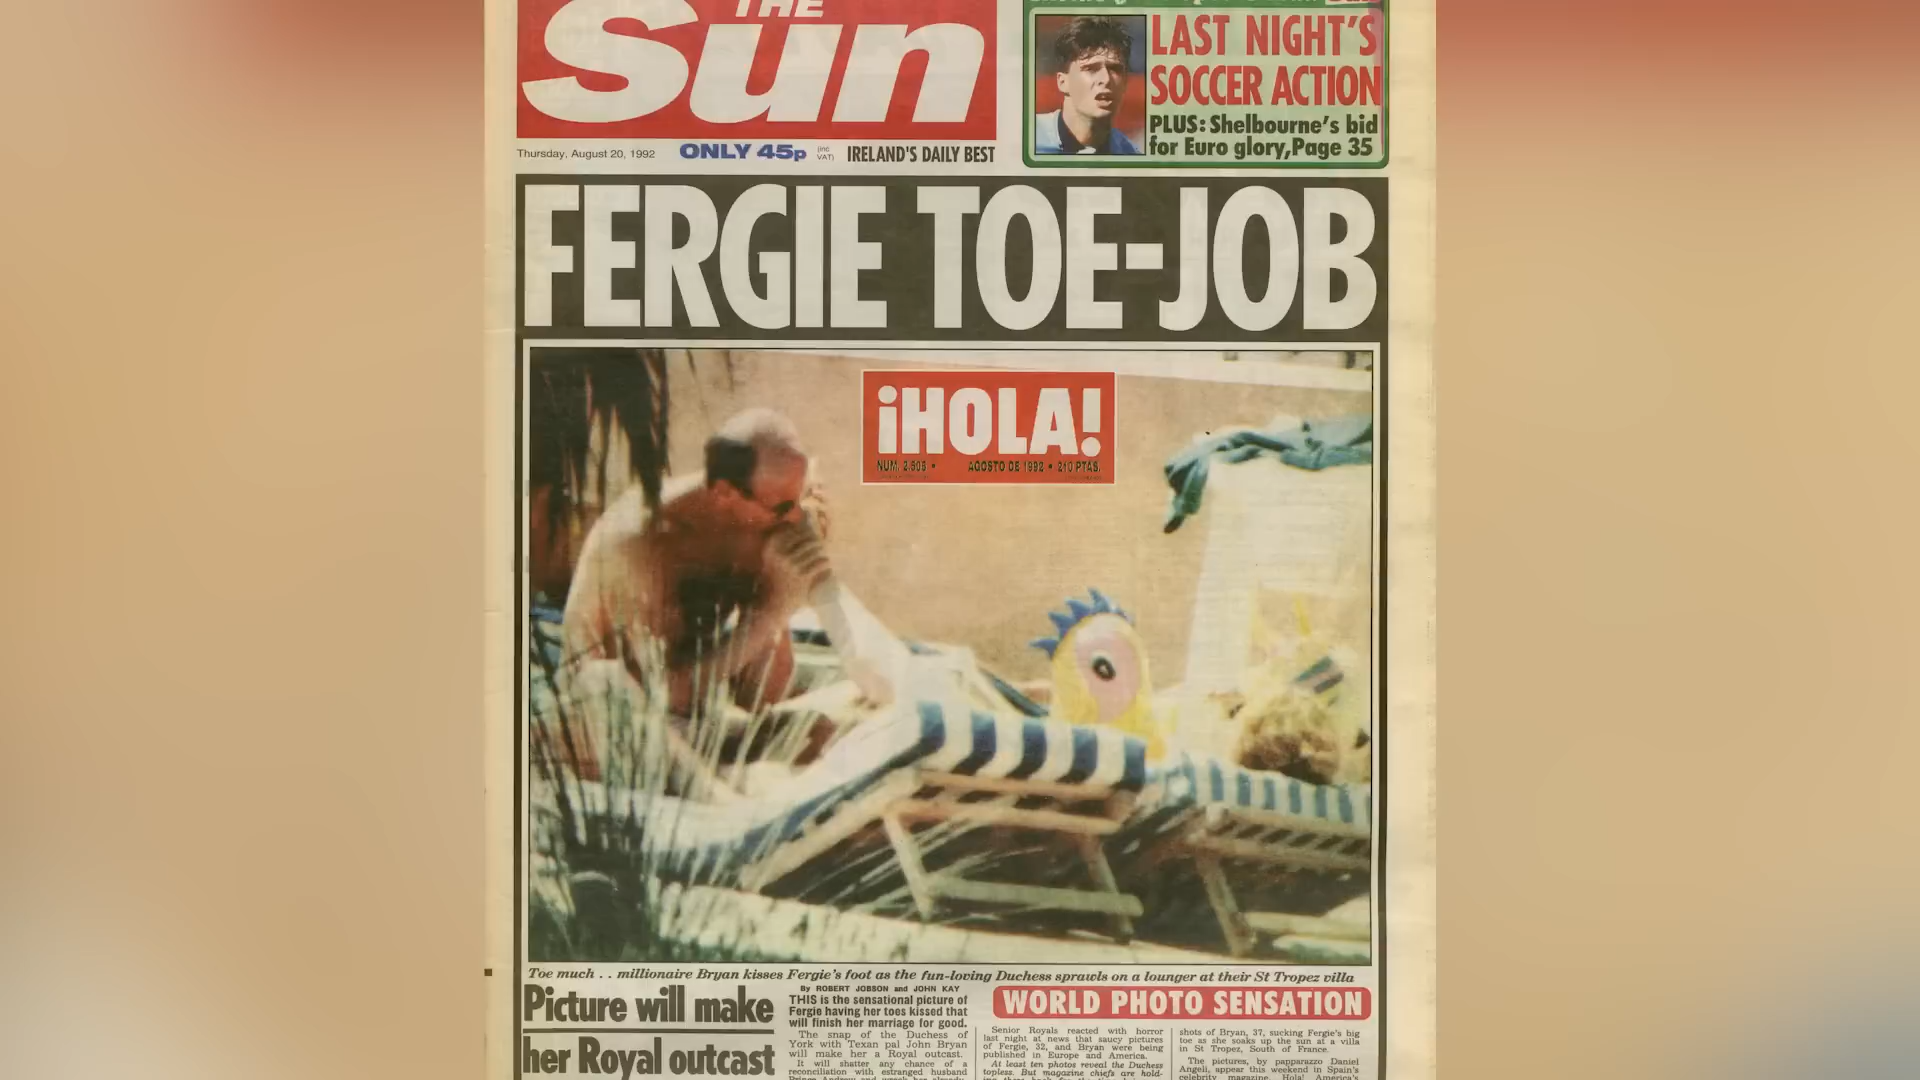 THE
Sun
LAST NIGHT'S
SOCCER ACTION
PLUS: Shelbourne's bid
for Euro glory, Page 35
Thursday, August 20, 1992 ONLY 45p (inc VAT) IRELAND'S DAILY BEST
FERGIE TOE-JOB
¡HOLA!
NUM. 2.505 • AGOSTO DE 1992 • 210 PTAS.
Toe much . . millionaire Bryan kisses Fergie's foot as the fun-loving Duchess sprawls on a lounger at their St Tropez villa
Picture will make
her Royal outcast
By ROBERT JOBSON and JOHN KAY
THIS is the sensational picture of
Fergie having her toes kissed that
will finish her marriage for good.
The snap of the Duchess of
York with Texan pal John Bryan
will make her a Royal outcast.
It will shatter any chance of a
reconciliation with estranged husband
WORLD PHOTO SENSATION
Senior Royals reacted with horror
last night at news that saucy pictures
of Fergie, 32, and Bryan were being
published in Europe and America.
At least ten photos reveal the Duchess
topless. But magazine chiefs are hold-
shots of Bryan, 37, sucking Fergie's big
toe as she soaks up the sun at a villa
in St Tropez, South of France.
The pictures, by papparazzo Daniel
Angeli, appear this weekend in Spain's
celebrity magazine, Hola! America's